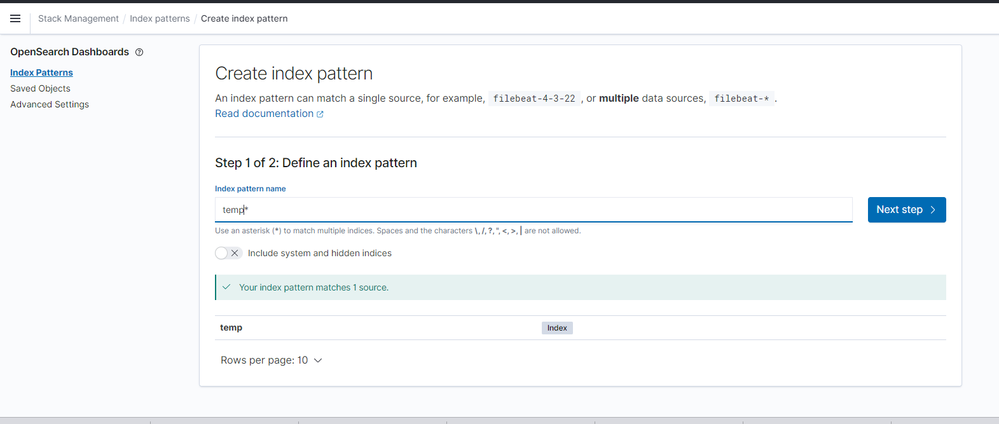 Stack Management / Index patterns / Create index pattern
OpenSearch Dashboards
Index Patterns
Saved Objects
Advanced Settings
Create index pattern
An index pattern can match a single source, for example, filebeat-4-3-22 , or multiple data sources, filebeat-* .
Read documentation
Step 1 of 2: Define an index pattern
Index pattern name
temp*
Next step
Use an asterisk (*) to match multiple indices. Spaces and the characters \, /, ?, ", <, >, | are not allowed.
Include system and hidden indices
Your index pattern matches 1 source.
temp Index
Rows per page: 10